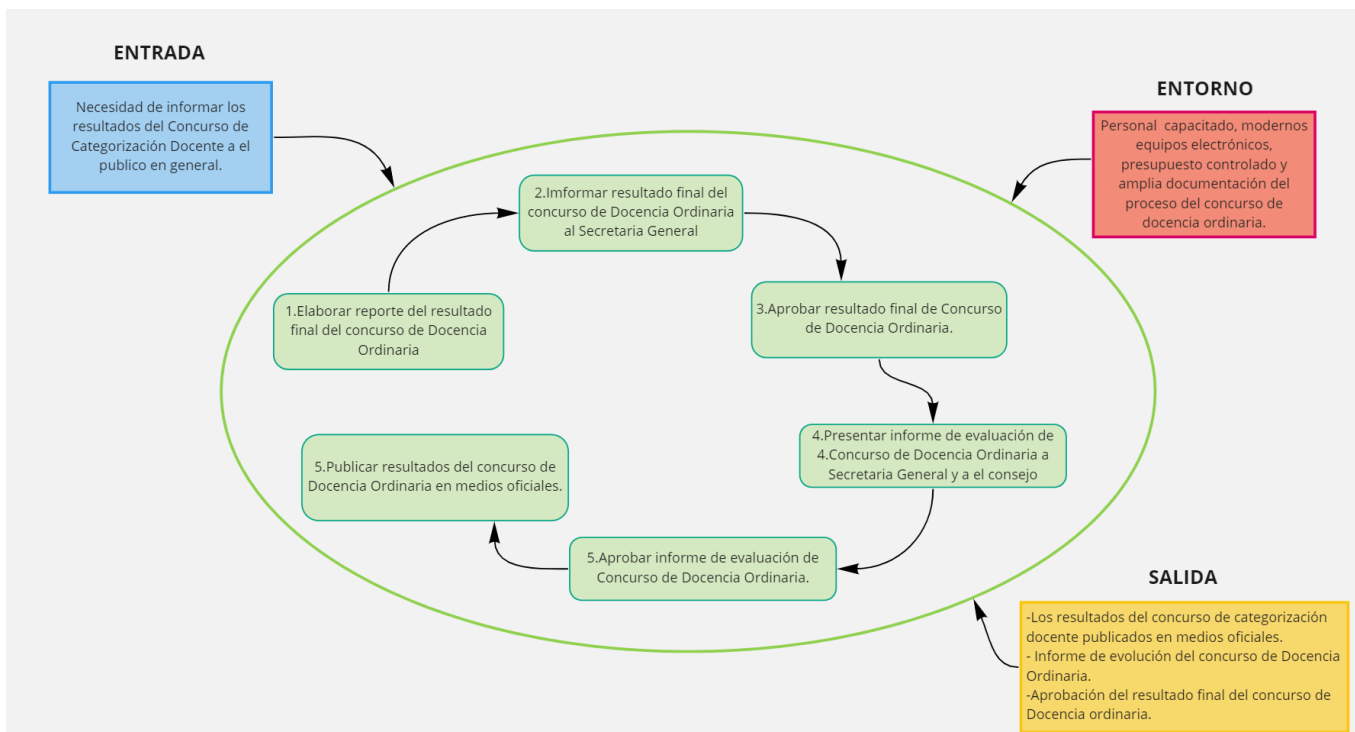 ENTRADA
Necesidad de informar los
resultados del Concurso de
Categorización Docente a el
publico en general.
ENTORNO
Personal capacitado, modernos
equipos electrónicos,
presupuesto controlado y
amplia documentación del
proceso del concurso de
docencia ordinaria.
1.Elaborar reporte del resultado
final del concurso de Docencia
Ordinaria
2.Imformar resultado final del
concurso de Docencia Ordinaria
al Secretaria General
3.Aprobar resultado final de Concurso
de Docencia Ordinaria.
4.Presentar informe de evaluación de
4.Concurso de Docencia Ordinaria a
Secretaria General y a el consejo
5.Aprobar informe de evaluación de
Concurso de Docencia Ordinaria.
5.Publicar resultados del concurso de
Docencia Ordinaria en medios oficiales.
SALIDA
-Los resultados del concurso de categorización
docente publicados en medios oficiales.
- Informe de evolución del concurso de Docencia
Ordinaria.
-Aprobación del resultado final del concurso de
Docencia ordinaria.